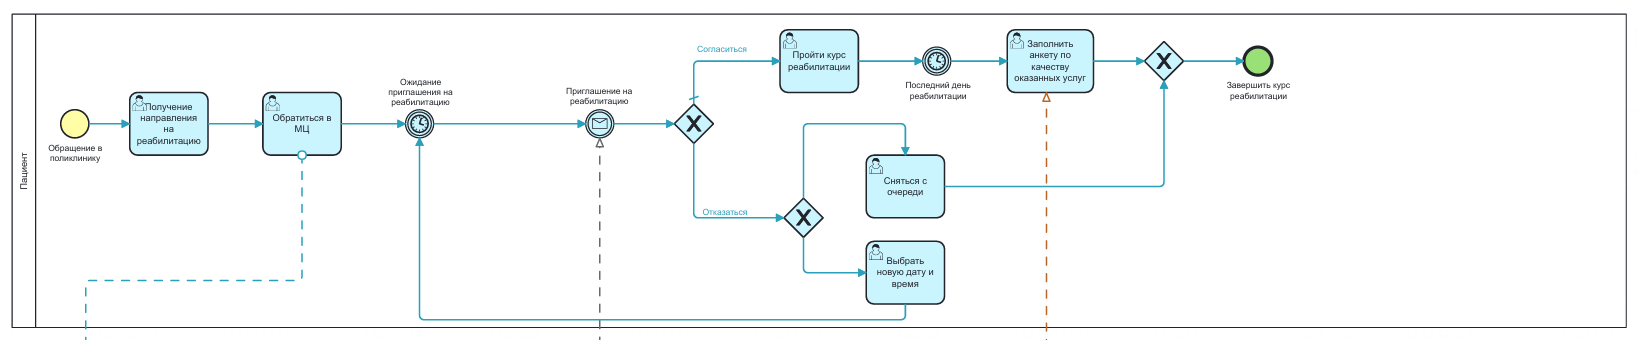 Пациент
Обращение в
поликлинику
Получение
направления
на
реабилитацию
Обратиться в
МЦ
Ожидание
приглашения на
реабилитацию
Приглашение на
реабилитацию
Согласиться
Отказаться
Пройти курс
реабилитации
Последний день
реабилитации
Заполнить
анкету по
качеству
оказанных услуг
Завершить курс
реабилитации
Сняться с
очереди
Выбрать
новую дату и
время